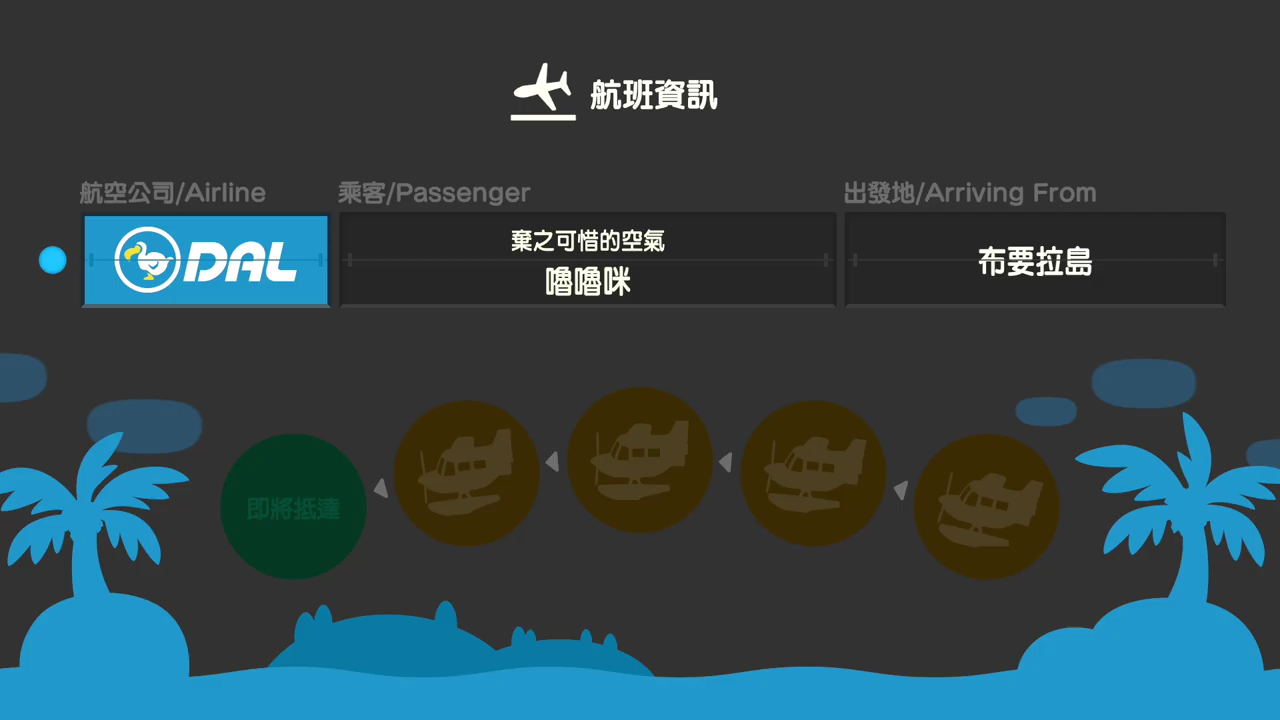 航班資訊
航空公司/Airline
乘客/Passenger
出發地/Arriving From
DAL
棄之可惜的空氣
嚕嚕咪
布要拉島
即將抵達